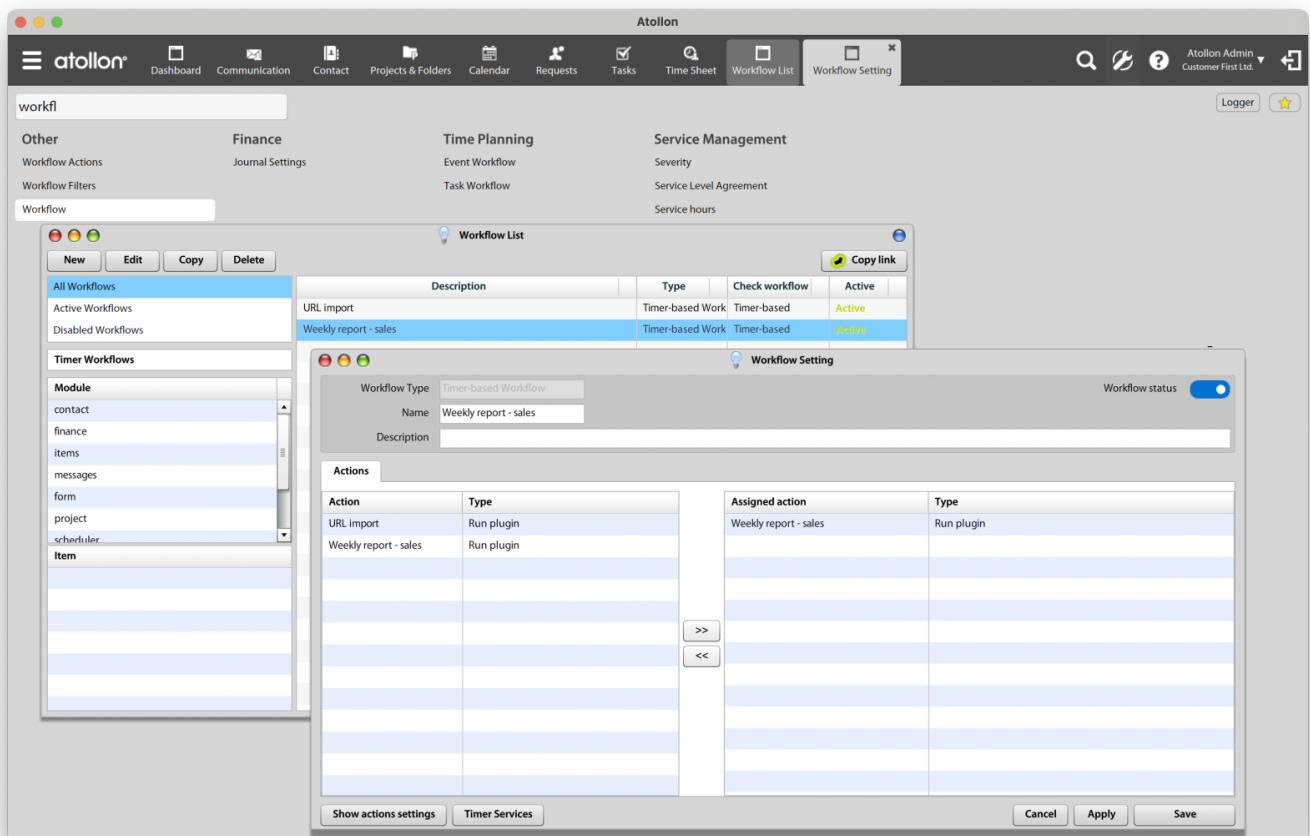 Atollon
atollon
Dashboard Communication Contact Projects & Folders Calendar Requests Tasks Time Sheet Workflow List Workflow Setting
Atollon Admin
Customer First Ltd.
workfl
Logger
Other Finance Time Planning Service Management
Workflow Actions Journal Settings Event Workflow Severity
Workflow Filters Task Workflow Service Level Agreement
Workflow Service hours
Workflow List
New Edit Copy Delete Copy link
All Workflows
Active Workflows
Disabled Workflows
Timer Workflows
Module
contact
finance
items
messages
form
project
scheduler
Item
Description Type Check workflow Active
URL import Timer-based Work Timer-based Active
Weekly report - sales Timer-based Work Timer-based Active
Workflow Setting
Workflow Type Timer-based Workflow Workflow status
Name Weekly report - sales
Description
Actions
Action Type Assigned action Type
URL import Run plugin Weekly report - sales Run plugin
Weekly report - sales Run plugin
>>
<<
Show actions settings Timer Services Cancel Apply Save